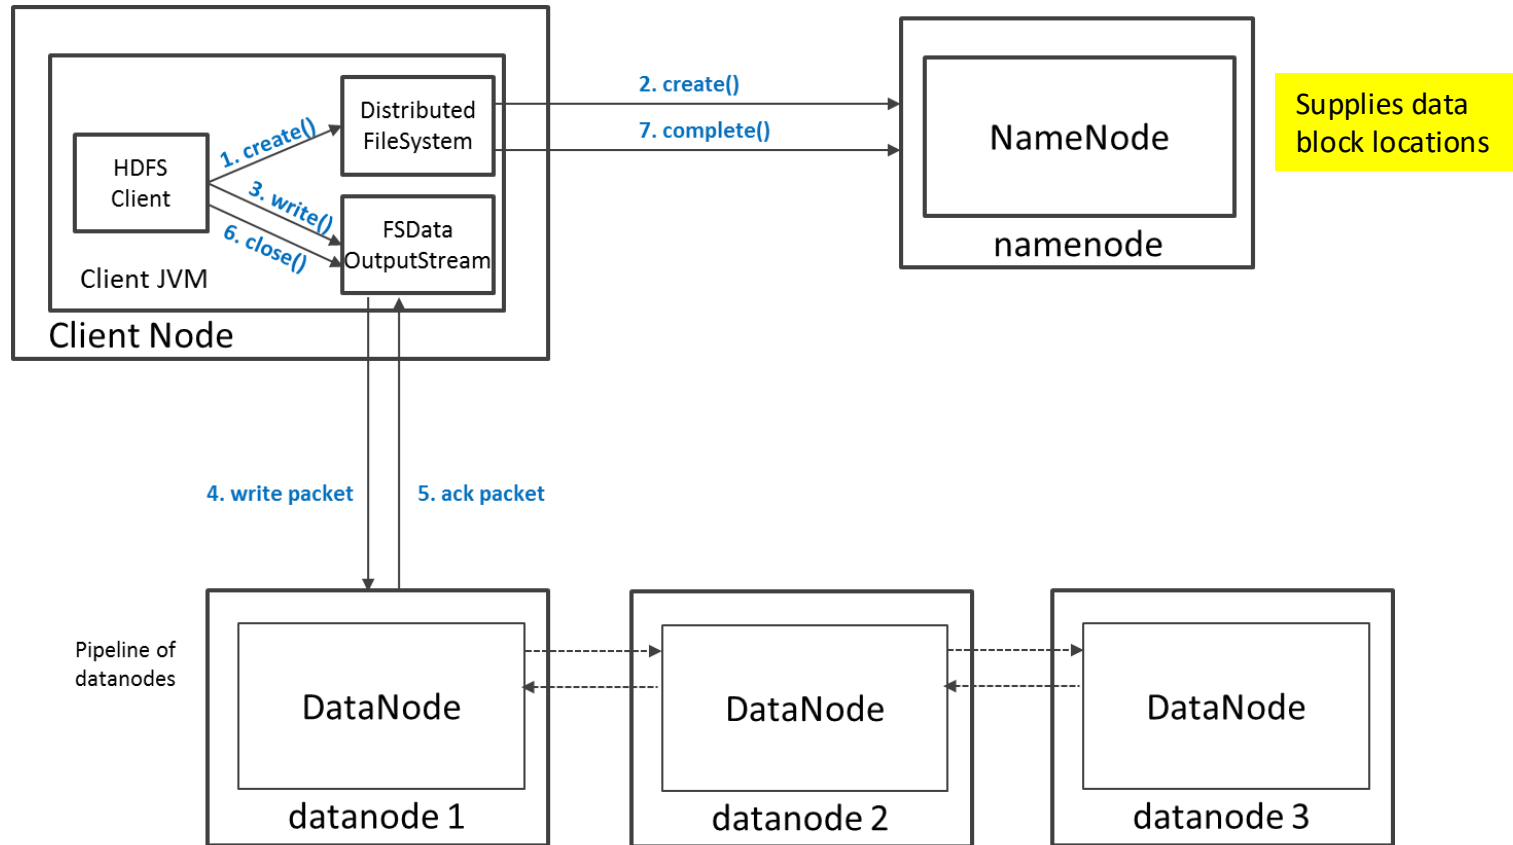 Distributed
FileSystem
HDFS
Client
1. create()
3. write()
6. close()
FSData
OutputStream
Client JVM
Client Node
2. create()
7. complete()
NameNode
namenode
Supplies data
block locations
4. write packet
5. ack packet
Pipeline of
datanodes
DataNode
datanode 1
DataNode
datanode 2
DataNode
datanode 3